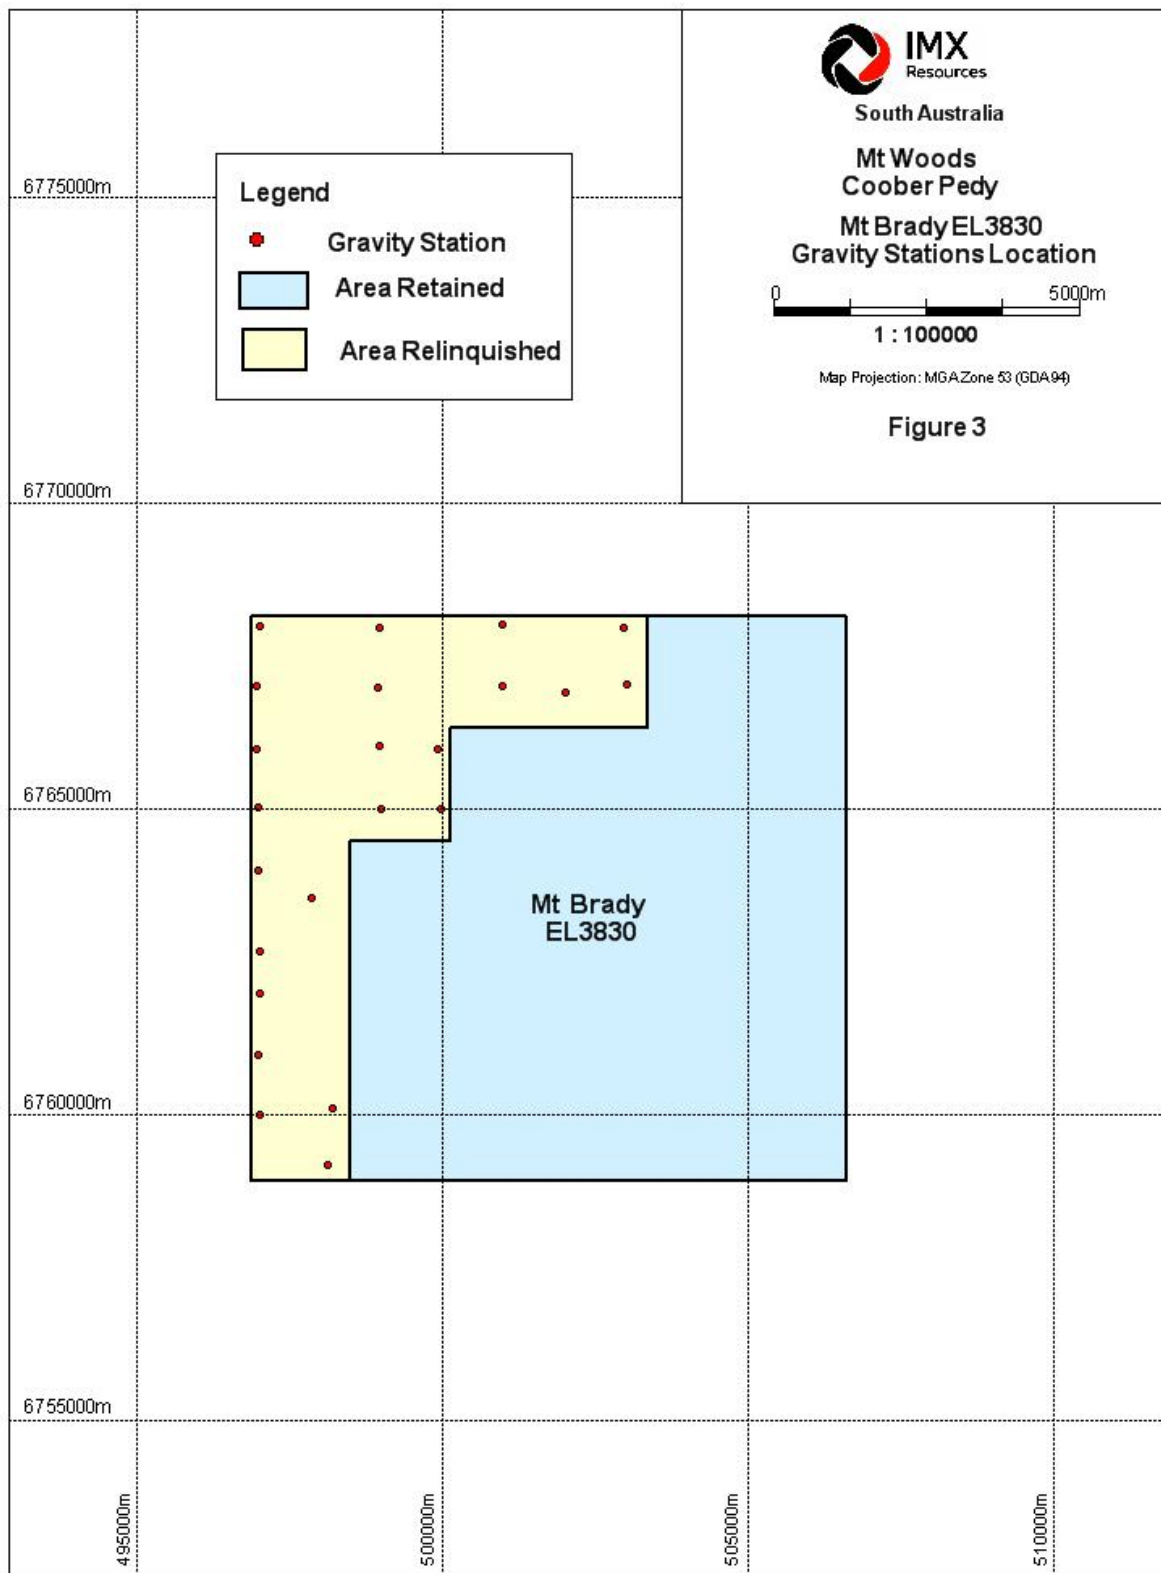 IMX
Resources
South Australia
Mt Woods
Coober Pedy
Mt Brady EL3830
Gravity Stations Location
0 5000m
1 : 100000
Map Projection: MGA Zone 53 (GDA94)
Figure 3
Legend
Gravity Station
Area Retained
Area Relinquished
6775000m
6770000m
6765000m
Mt Brady
EL3830
6760000m
6755000m
495000m
500000m
505000m
510000m